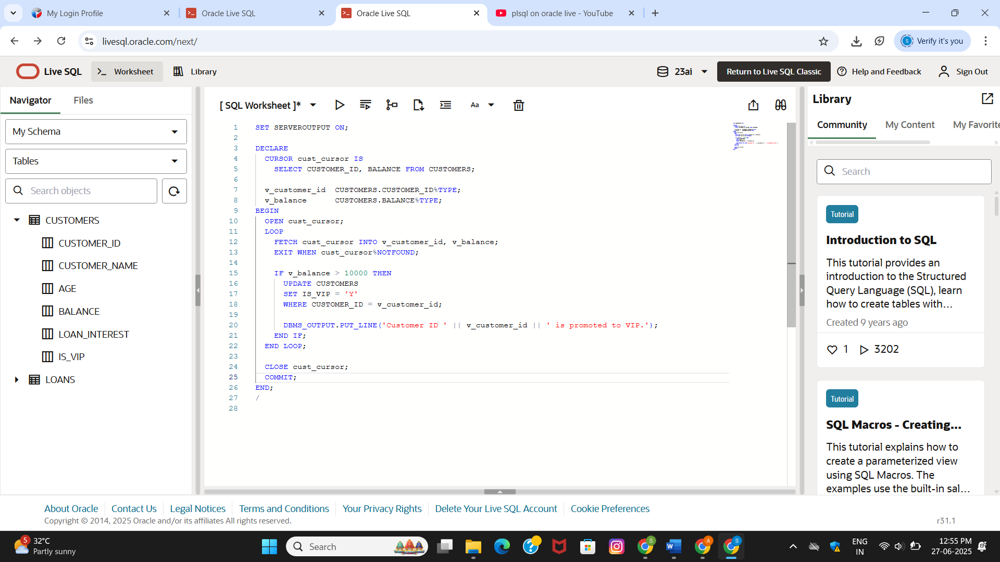 My Login Profile
Oracle Live SQL
Oracle Live SQL
plsql on oracle live - YouTube
livesql.oracle.com/next/
Verify it's you
Live SQL
Worksheet
Library
23ai
Return to Live SQL Classic
Help and Feedback
Sign Out
Navigator
Files
My Schema
Tables
Search objects
CUSTOMERS
CUSTOMER_ID
CUSTOMER_NAME
AGE
BALANCE
LOAN_INTEREST
IS_VIP
LOANS
[ SQL Worksheet ]*
Aa
1 SET SERVEROUTPUT ON;
2
3 DECLARE
4 CURSOR cust_cursor IS
5 SELECT CUSTOMER_ID, BALANCE FROM CUSTOMERS;
6
7 v_customer_id CUSTOMERS.CUSTOMER_ID%TYPE;
8 v_balance CUSTOMERS.BALANCE%TYPE;
9 BEGIN
10 OPEN cust_cursor;
11 LOOP
12 FETCH cust_cursor INTO v_customer_id, v_balance;
13 EXIT WHEN cust_cursor%NOTFOUND;
14
15 IF v_balance > 10000 THEN
16 UPDATE CUSTOMERS
17 SET IS_VIP = 'Y'
18 WHERE CUSTOMER_ID = v_customer_id;
19
20 DBMS_OUTPUT.PUT_LINE('Customer ID ' || v_customer_id || ' is promoted to VIP.');
21 END IF;
22 END LOOP;
23
24 CLOSE cust_cursor;
25 COMMIT;
26 END;
27 /
28
Library
Community
My Content
My Favorite
Search
Tutorial
Introduction to SQL
This tutorial provides an
introduction to the Structured
Query Language (SQL), learn
how to create tables with...
Created 9 years ago
1
3202
Tutorial
SQL Macros - Creating...
This tutorial explains how to
create a parameterized view
using SQL Macros. The
examples use the built-in sal...
About Oracle
Contact Us
Legal Notices
Terms and Conditions
Your Privacy Rights
Delete Your Live SQL Account
Cookie Preferences
Copyright © 2014, 2025 Oracle and/or its affiliates All rights reserved.
r31.1
5
32°C
Partly sunny
Search
ENG
IN
12:55 PM
27-06-2025